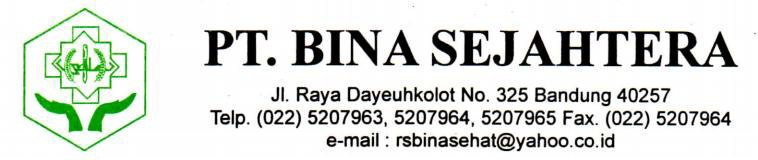 PT. BINA SEJAHTERA
Jl. Raya Dayeuhkolot No. 325 Bandung 40257
Telp. (022) 5207963, 5207964, 5207965 Fax. (022) 5207964
e-mail : rsbinasehat@yahoo.co.id